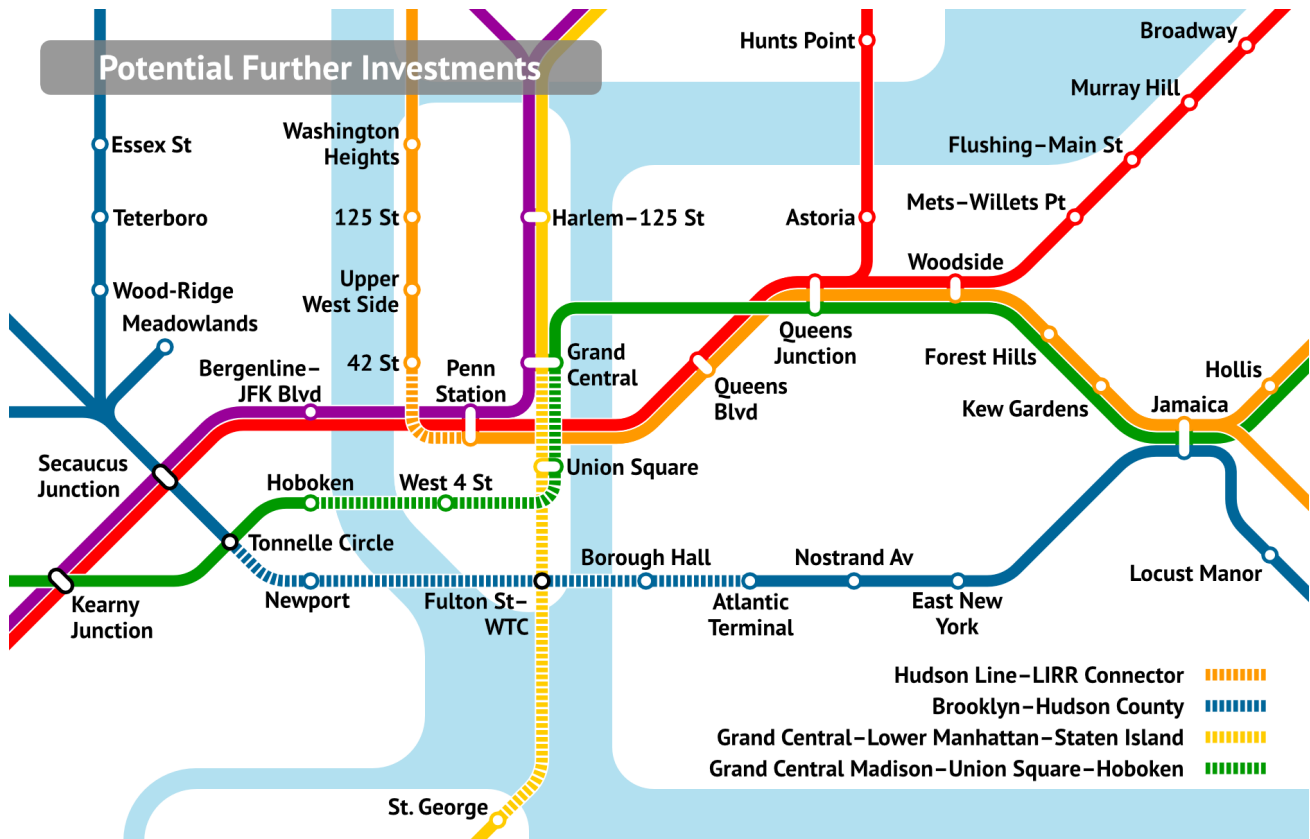 Potential Further Investments
Hunts Point
Broadway
Murray Hill
Essex St
Washington
Heights
Flushing–Main St
Teterboro
125 St
Harlem–125 St
Astoria
Mets–Willets Pt
Wood-Ridge
Upper
West Side
Woodside
Meadowlands
Bergenline–
JFK Blvd
42 St
Penn
Station
Grand
Central
Queens
Junction
Queens
Blvd
Forest Hills
Kew Gardens
Hollis
Jamaica
Secaucus
Junction
Hoboken
West 4 St
Union Square
Tonnelle Circle
Borough Hall
Nostrand Av
Locust Manor
Kearny
Junction
Newport
Fulton St–
WTC
Atlantic
Terminal
East New
York
Hudson Line–LIRR Connector
Brooklyn–Hudson County
Grand Central–Lower Manhattan–Staten Island
Grand Central Madison–Union Square–Hoboken
St. George